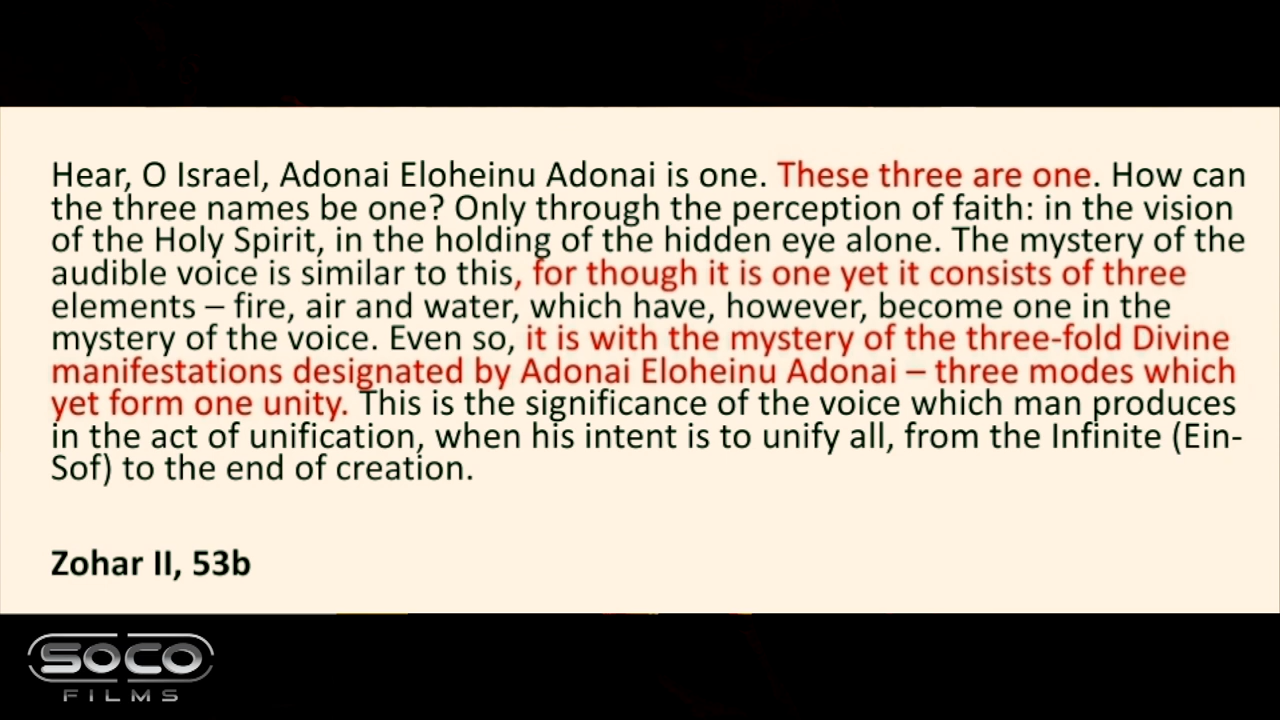 Hear, O Israel, Adonai Eloheinu Adonai is one. These three are one. How can
the three names be one? Only through the perception of faith: in the vision
of the Holy Spirit, in the holding of the hidden eye alone. The mystery of the
audible voice is similar to this, for though it is one yet it consists of three
elements – fire, air and water, which have, however, become one in the
mystery of the voice. Even so, it is with the mystery of the three-fold Divine
manifestations designated by Adonai Eloheinu Adonai – three modes which
yet form one unity. This is the significance of the voice which man produces
in the act of unification, when his intent is to unify all, from the Infinite (Ein-
Sof) to the end of creation.
Zohar II, 53b
SOCO
FILMS